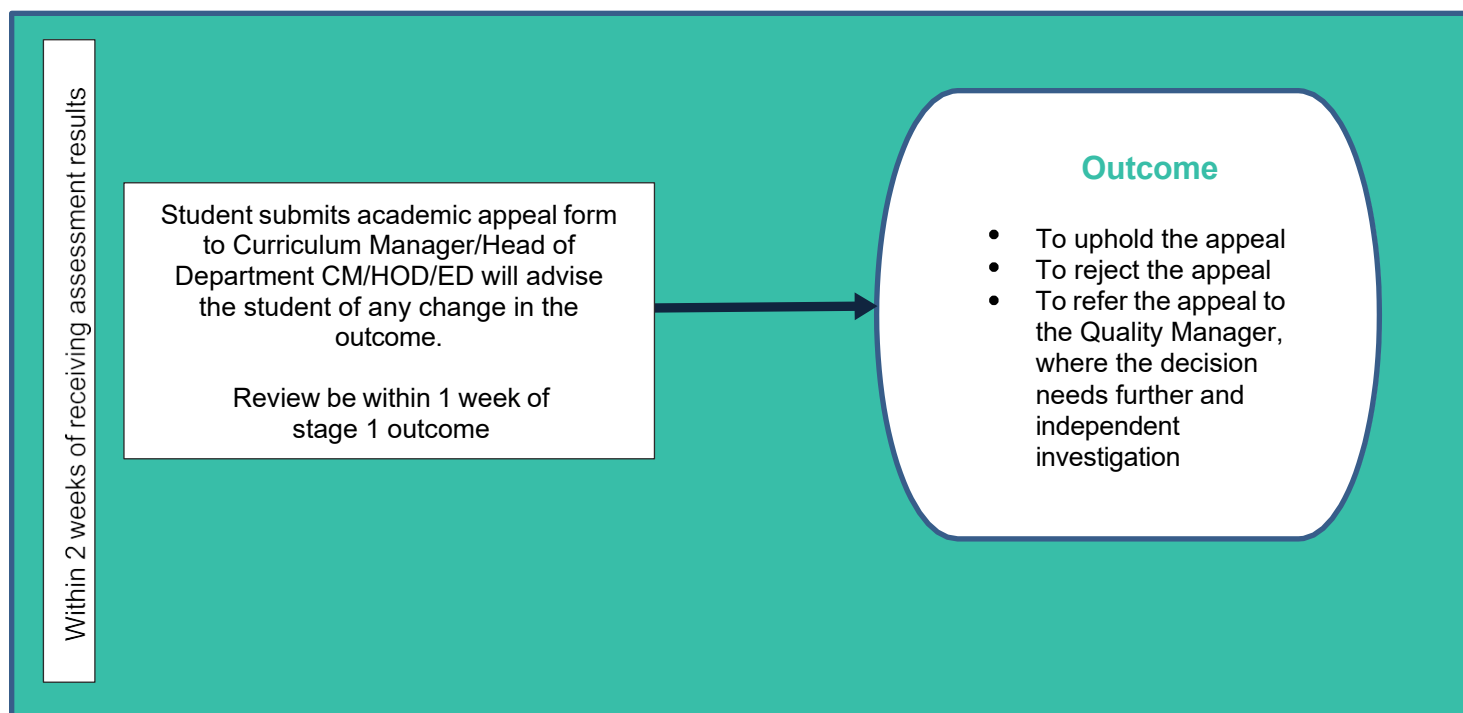 Within 2 weeks of receiving assessment results
Student submits academic appeal form
to Curriculum Manager/Head of
Department CM/HOD/ED will advise
the student of any change in the
outcome.
Review be within 1 week of
stage 1 outcome
Outcome
• To uphold the appeal
• To reject the appeal
• To refer the appeal to
the Quality Manager,
where the decision
needs further and
independent
investigation